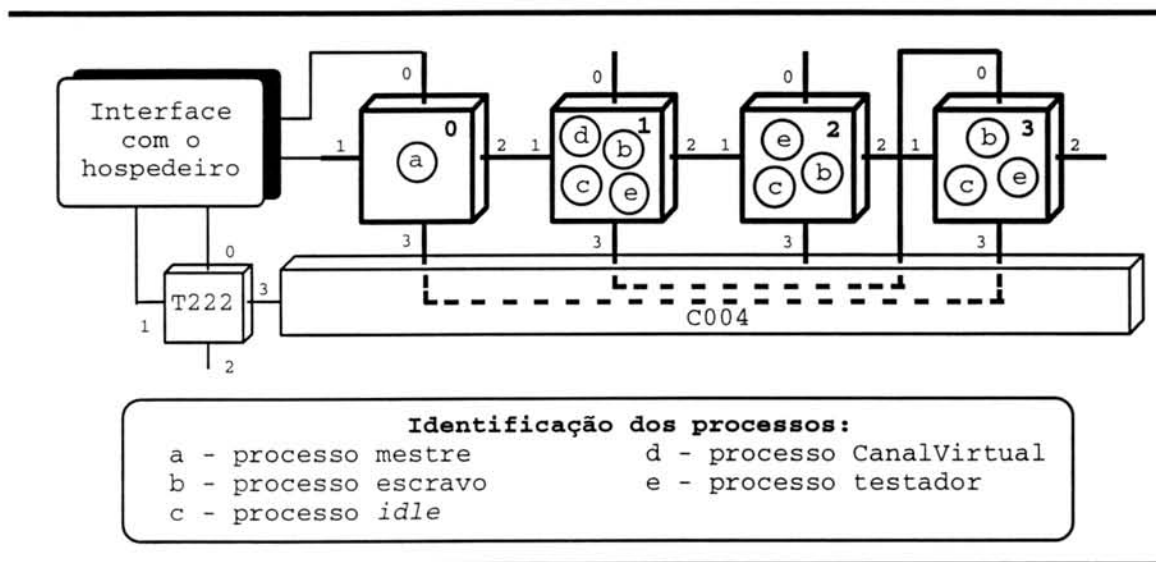 Interface
com o
hospedeiro
0
0
0
0
0
1
2
3
a
d
b
c
e
e
c
b
b
c
e
1
2
1
2
1
2
1
2
3
3
3
3
0
T222
1
2
3
C004
Identificação dos processos:
a - processo mestre
d - processo CanalVirtual
b - processo escravo
e - processo testador
c - processo idle